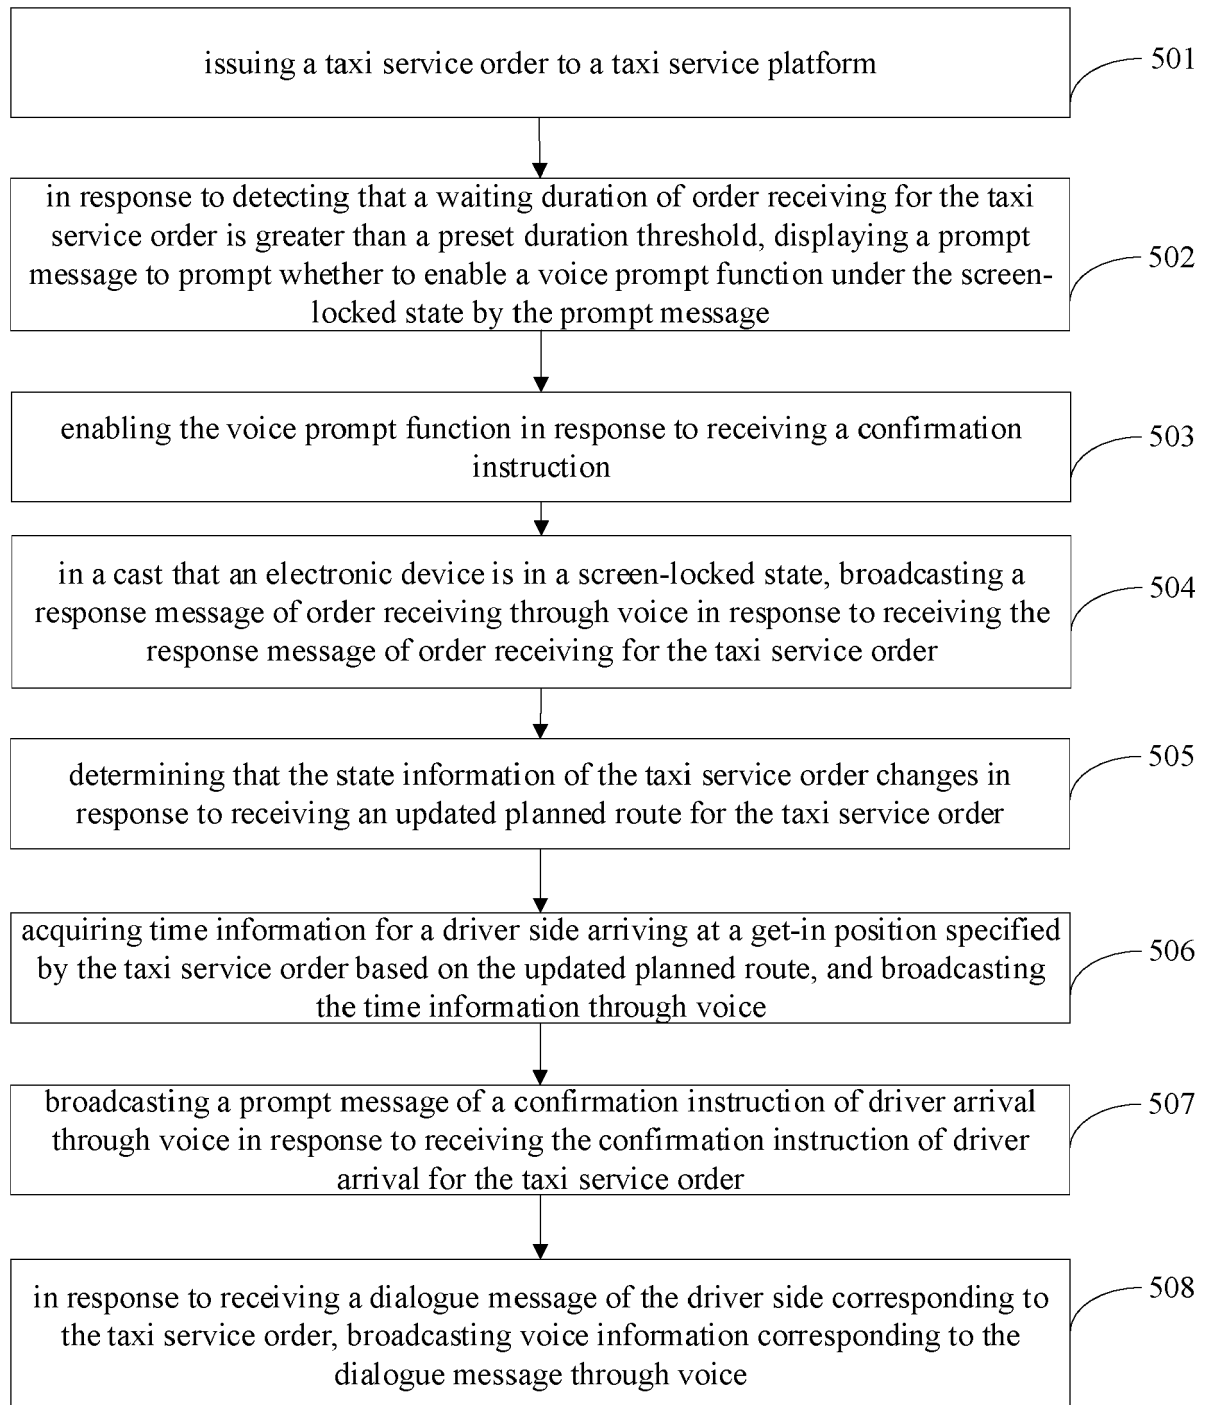 issuing a taxi service order to a taxi service platform
501
in response to detecting that a waiting duration of order receiving for the taxi
service order is greater than a preset duration threshold, displaying a prompt
message to prompt whether to enable a voice prompt function under the screen-
locked state by the prompt message
502
enabling the voice prompt function in response to receiving a confirmation
instruction
503
in a cast that an electronic device is in a screen-locked state, broadcasting a
response message of order receiving through voice in response to receiving the
response message of order receiving for the taxi service order
504
determining that the state information of the taxi service order changes in
response to receiving an updated planned route for the taxi service order
505
acquiring time information for a driver side arriving at a get-in position specified
by the taxi service order based on the updated planned route, and broadcasting
the time information through voice
506
broadcasting a prompt message of a confirmation instruction of driver arrival
through voice in response to receiving the confirmation instruction of driver
arrival for the taxi service order
507
in response to receiving a dialogue message of the driver side corresponding to
the taxi service order, broadcasting voice information corresponding to the
dialogue message through voice
508